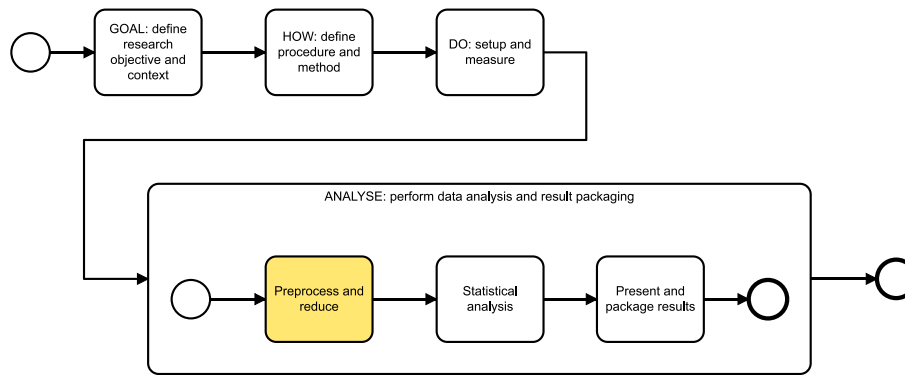 GOAL: define
research
objective and
context
HOW: define
procedure and
method
DO: setup and
measure
ANALYSE: perform data analysis and result packaging
Preprocess and
reduce
Statistical
analysis
Present and
package results